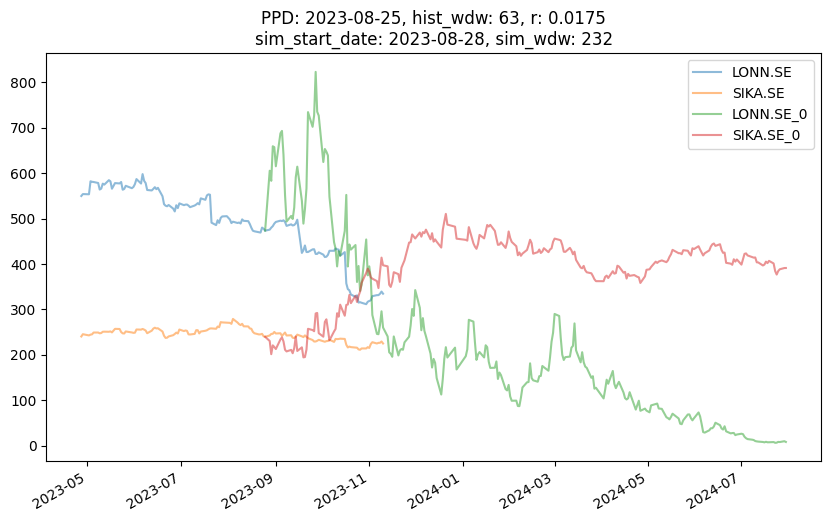 PPD: 2023-08-25, hist_wdw: 63, r: 0.0175
sim_start_date: 2023-08-28, sim_wdw: 232
LONN.SE
SIKA.SE
LONN.SE_0
SIKA.SE_0
800
700
600
500
400
300
200
100
0
2023-05
2023-07
2023-09
2023-11
2024-01
2024-03
2024-05
2024-07